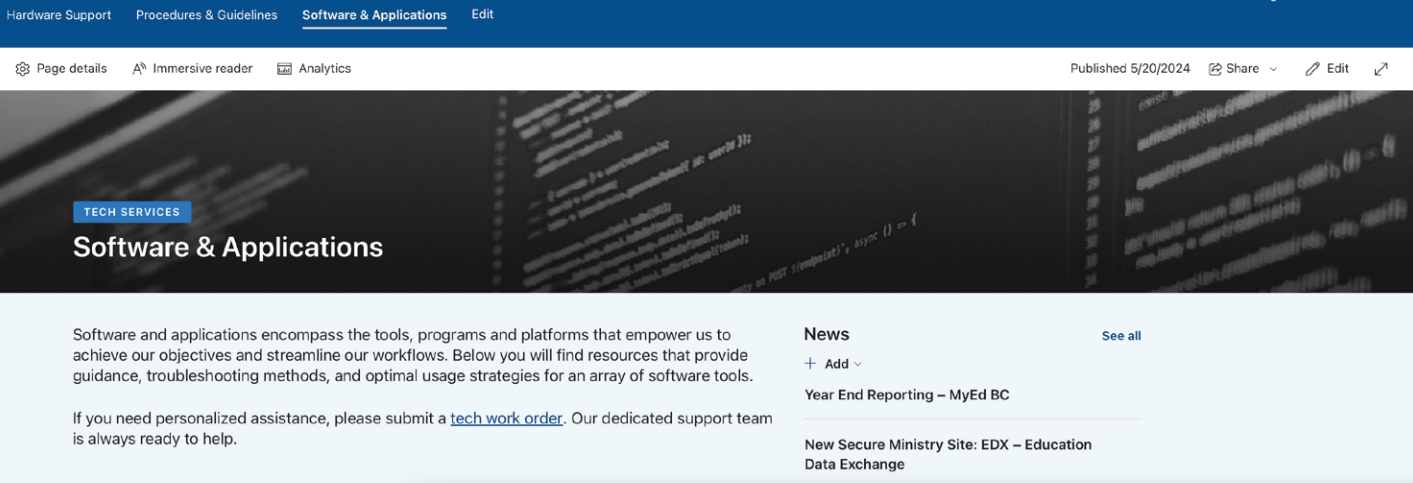 Hardware Support Procedures & Guidelines Software & Applications Edit
Page details Immersive reader Analytics Published 5/20/2024 Share Edit
TECH SERVICES
Software & Applications
Software and applications encompass the tools, programs and platforms that empower us to
achieve our objectives and streamline our workflows. Below you will find resources that provide
guidance, troubleshooting methods, and optimal usage strategies for an array of software tools.
If you need personalized assistance, please submit a tech work order. Our dedicated support team
is always ready to help.
News See all
+ Add
Year End Reporting – MyEd BC
New Secure Ministry Site: EDX – Education
Data Exchange